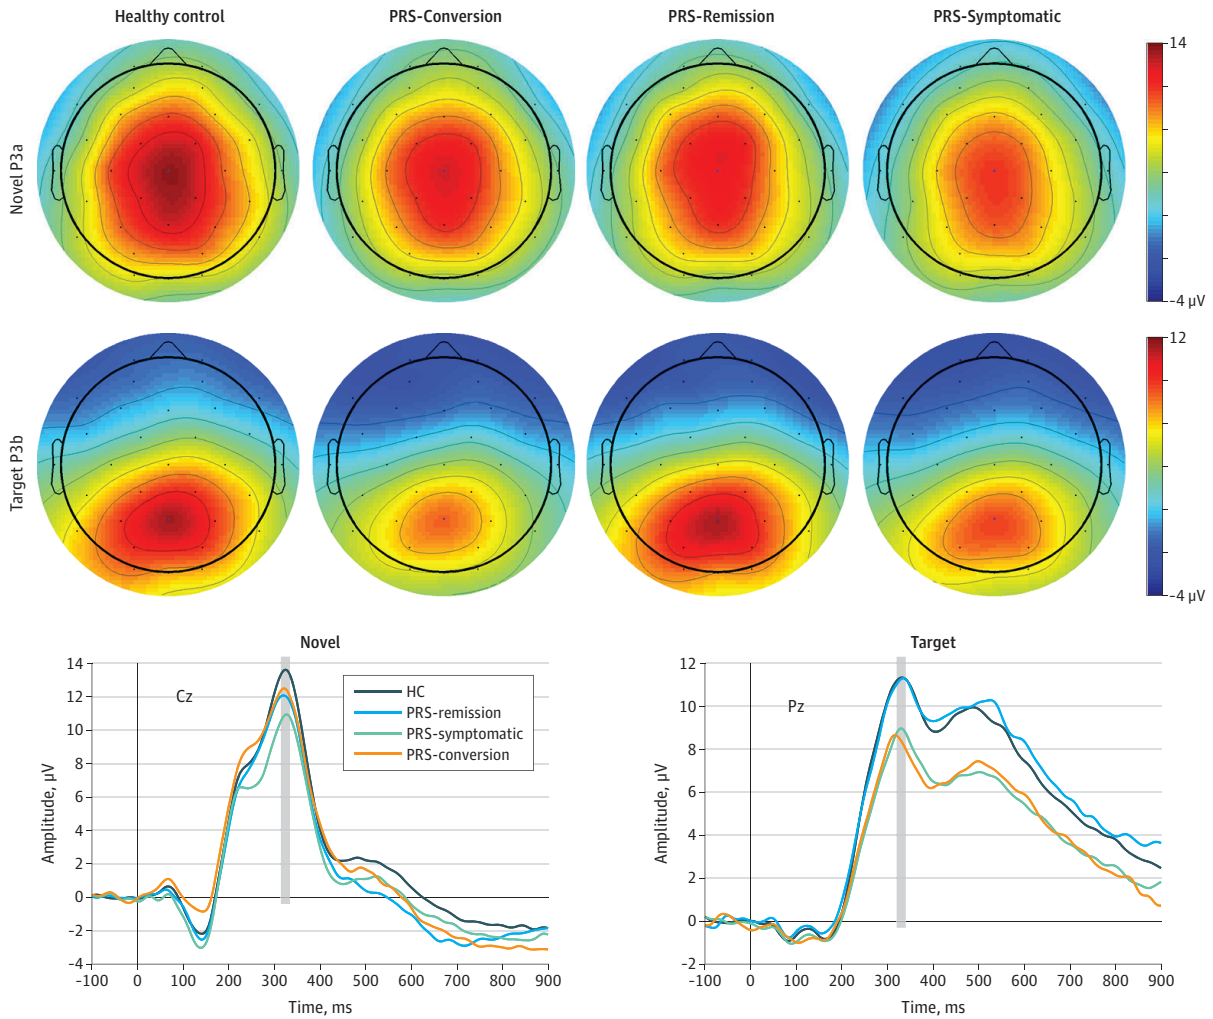 Healthy control PRS-Conversion PRS-Remission PRS-Symptomatic
Novel P3a
14
-4 µV
Target P3b
12
-4 µV
Novel
Amplitude, µV
14
12
10
8
6
4
2
0
-2
-4
Cz
HC
PRS-remission
PRS-symptomatic
PRS-conversion
-100 0 100 200 300 400 500 600 700 800 900
Time, ms
Target
Amplitude, µV
12
10
8
6
4
2
0
-2
Pz
-100 0 100 200 300 400 500 600 700 800 900
Time, ms